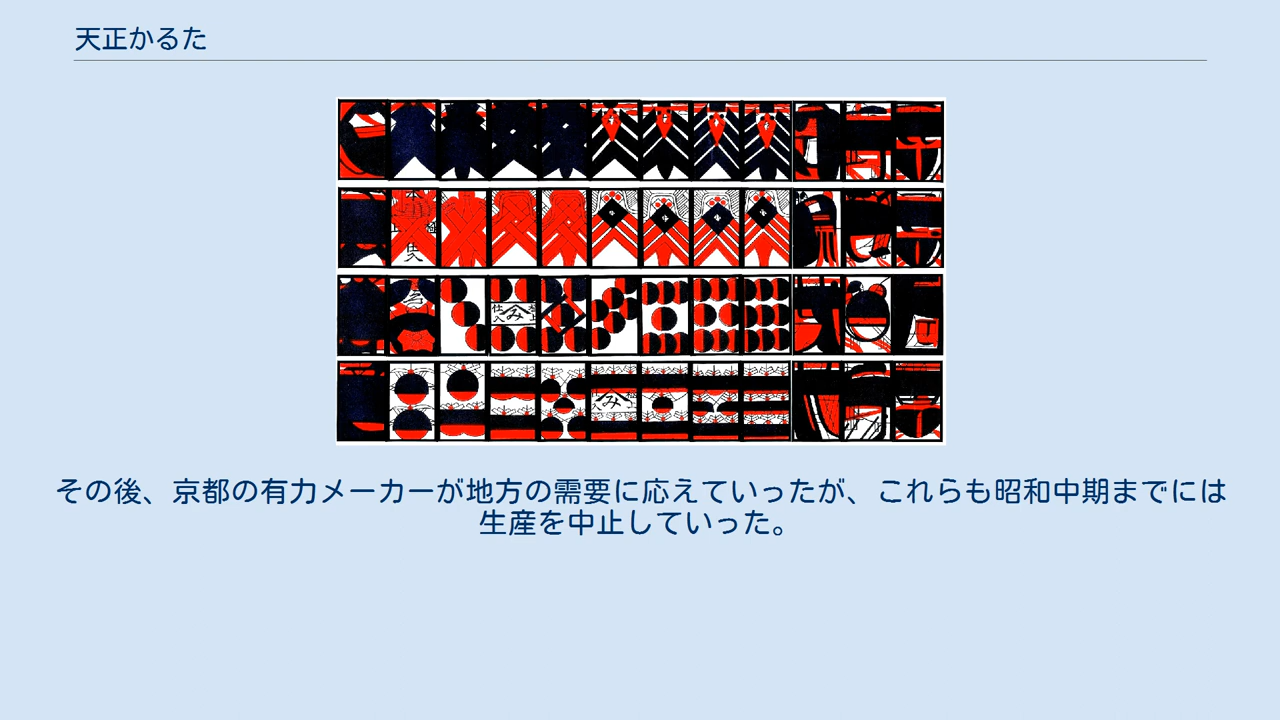 天正かるた
その後、京都の有力メーカーが地方の需要に応えていったが、これらも昭和中期までには
生産を中止していった。